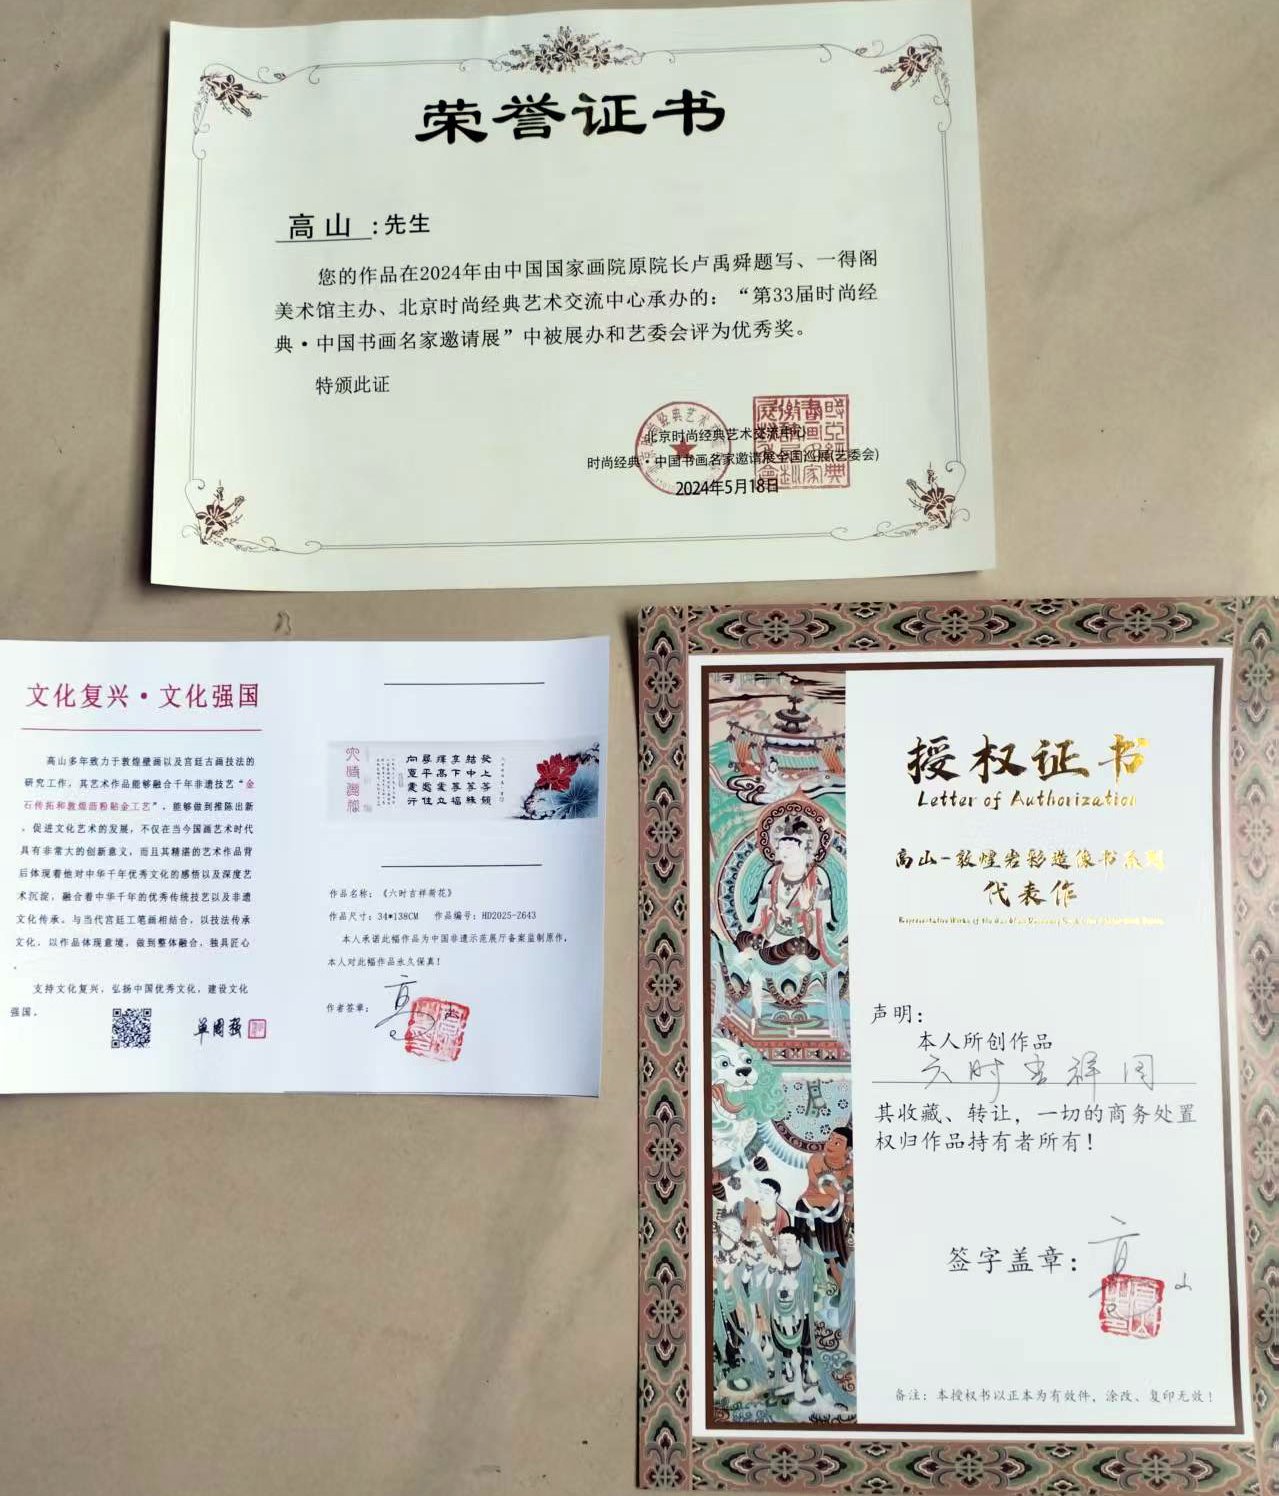 荣誉证书
高山:先生
您的作品在2024年由中国国家画院原院长卢禹舜题写、一得阁
美术馆主办、北京时尚经典艺术交流中心承办的：“第33届时尚经
典·中国书画名家邀请展”中被展办和艺委会评为优秀奖。
特颁此证
北京时尚经典艺术交流中心
时尚经典·中国书画名家邀请展全国巡展(艺委会)
2024年5月18日
文化复兴·文化强国
高山多年致力于敦煌壁画以及宫廷古画技法的
研究工作，其艺术作品能够融合千年非遗技艺“金
石传拓和敦煌沥粉贴金工艺”，能够做到推陈出新
，促进文化艺术的发展，不仅在当今国画艺术时代
具有非常大的创新意义，而且其精湛的艺术作品背
后体现着他对中华千年优秀文化的感悟以及深度艺
术沉淀，融合着中华千年的优秀传统技艺以及非遗
文化传承。与当代宫廷工笔画相结合，以技法传承
文化，以作品体现意境，做到整体融合，独具匠心
。
支持文化复兴，弘扬中国优秀文化，建设文化
强国。
作品名称：《六时吉祥荷花》
作品尺寸：34*138CM 作品编号：HD2025-Z643
本人承诺此幅作品为中国非遗示范展厅备案监制原作，
本人对此幅作品永久保真！
作者签章：
授权证书
Letter of Authorization
高山-敦煌岩彩造像书系列
代表作
声明：
本人所创作品
六时吉祥图
其收藏、转让，一切的商务处置
权归作品持有者所有！
签字盖章：高山
备注：本授权书以正本为有效件，涂改、复印无效！